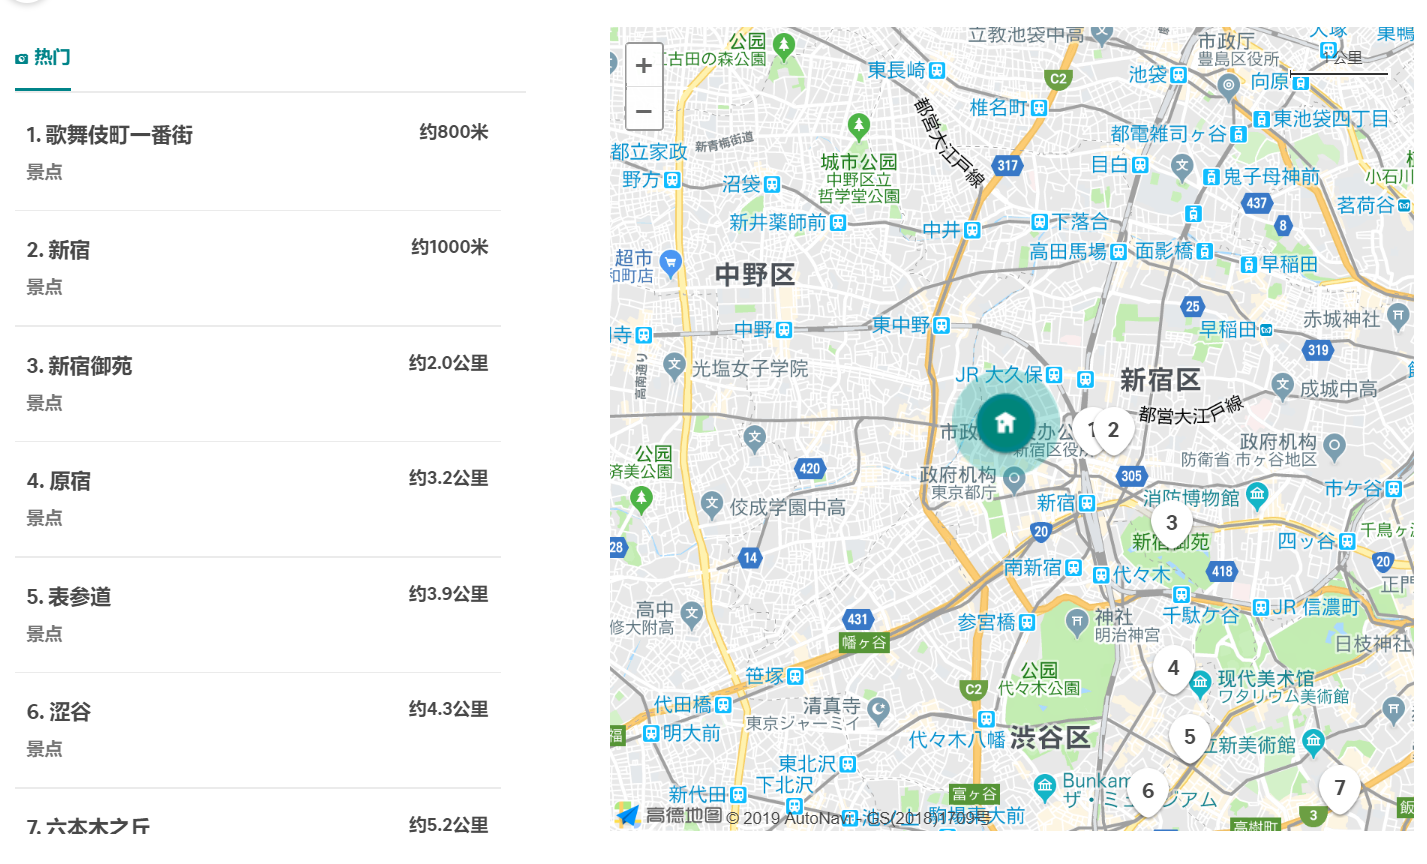 热门
1. 歌舞伎町一番街
约800米
景点
2. 新宿
约1000米
景点
3. 新宿御苑
约2.0公里
景点
4. 原宿
约3.2公里
景点
5. 表参道
约3.9公里
景点
6. 涩谷
约4.3公里
景点
7. 六本木之丘
约5.2公里
+
−
公园
江古田の森公園
立教池袋中高
市政厅
豊島区役所
大塚
巣鴨
公里
東長崎
C2
池袋
向原
椎名町
東池袋四丁目
都電雑司ヶ谷
都営大江戸線
新青梅街道
都立家政
城市公园
中野区立
哲学堂公園
317
目白
鬼子母神前
小石川
野方
沼袋
437
茗荷谷
8
新井薬師前
中井
下落合
高田馬場
面影橋
早稲田
超市
和町店
中野区
25
赤城神社
中野
東中野
早稲田
319
高南通り
光塩女子学院
JR 大久保
新宿区
成城中高
都営大江戸線
1
2
市政
办公
新宿区役所
政府机构
防衛省 市ヶ谷地区
公园
済美公園
420
政府机构
東京都庁
305
佼成学園中高
新宿
消防博物館
市ケ谷
3
新宿御苑
28
14
20
千鳥ヶ
四ッ谷
20
南新宿
代々木
418
正門
高中
修大附高
431
幡ヶ谷
参宮橋
神社
明治神宮
千駄ケ谷
JR 信濃町
日枝神社
笹塚
公园
代々木公園
C2
4
现代美术馆
ワタリウム美術館
代田橋
清真寺
東京ジャーミイ
福
明大前
代々木八幡
渋谷区
5
立新美術館
東北沢
下北沢
新代田
富ヶ谷
Bunkam
ザ・ミュージアム
6
7
飯
高德地图
© 2019 AutoNavi - GS(2018)1709号
池ノ上
駒場東大前
高樹町
3